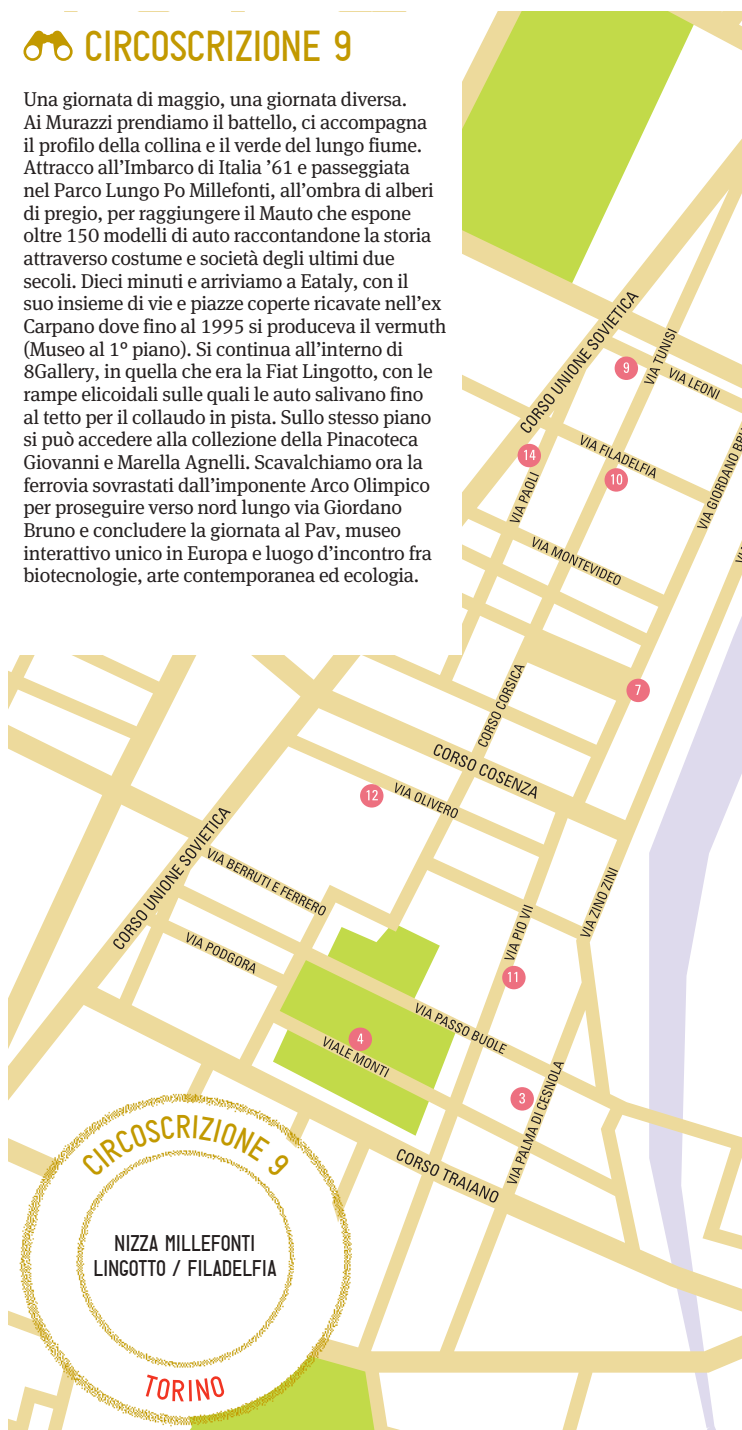 CIRCOSCRIZIONE 9
Una giornata di maggio, una giornata diversa.
Ai Murazzi prendiamo il battello, ci accompagna
il profilo della collina e il verde del lungo fiume.
Attracco all’Imbarco di Italia ’61 e passeggiata
nel Parco Lungo Po Millefonti, all’ombra di alberi
di pregio, per raggiungere il Mauto che espone
oltre 150 modelli di auto raccontandone la storia
attraverso costume e società degli ultimi due
secoli. Dieci minuti e arriviamo a Eataly, con il
suo insieme di vie e piazze coperte ricavate nell’ex
Carpano dove fino al 1995 si produceva il vermuth
(Museo al 1° piano). Si continua all’interno di
8Gallery, in quella che era la Fiat Lingotto, con le
rampe elicoidali sulle quali le auto salivano fino
al tetto per il collaudo in pista. Sullo stesso piano
si può accedere alla collezione della Pinacoteca
Giovanni e Marella Agnelli. Scavalchiamo ora la
ferrovia sovrastati dall’imponente Arco Olimpico
per proseguire verso nord lungo via Giordano
Bruno e concludere la giornata al Pav, museo
interattivo unico in Europa e luogo d’incontro fra
biotecnologie, arte contemporanea ed ecologia.
CORSO UNIONE SOVIETICA
VIA TUNISI
9
VIA LEONI
14
VIA FILADELFIA
10
VIA PAOLI
VIA GIORDANO BRU
VIA MONTEVIDEO
7
CORSO CORSICA
CORSO COSENZA
12
VIA OLIVERO
CORSO UNIONE SOVIETICA
VIA BERRUTI E FERRERO
VIA ZINO ZINI
VIA PIO VII
VIA PODGORA
11
VIA PASSO BUOLE
4
VIALE MONTI
3
VIA PALMA DI CESNOLA
CORSO TRAIANO
CIRCOSCRIZIONE 9
NIZZA MILLEFONTI
LINGOTTO / FILADELFIA
TORINO